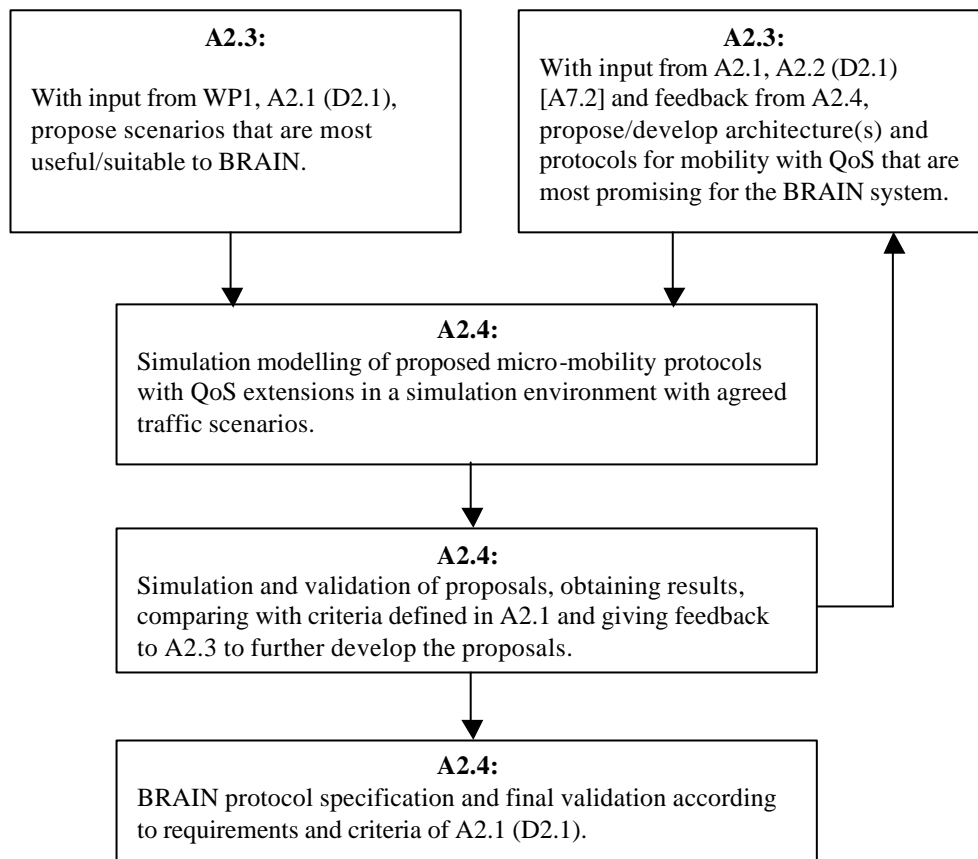 A2.3:
With input from WP1, A2.1 (D2.1),
propose scenarios that are most
useful/suitable to BRAIN.
A2.3:
With input from A2.1, A2.2 (D2.1)
[A7.2] and feedback from A2.4,
propose/develop architecture(s) and
protocols for mobility with QoS that are
most promising for the BRAIN system.
A2.4:
Simulation modelling of proposed micro-mobility protocols
with QoS extensions in a simulation environment with agreed
traffic scenarios.
A2.4:
Simulation and validation of proposals, obtaining results,
comparing with criteria defined in A2.1 and giving feedback
to A2.3 to further develop the proposals.
A2.4:
BRAIN protocol specification and final validation according
to requirements and criteria of A2.1 (D2.1).